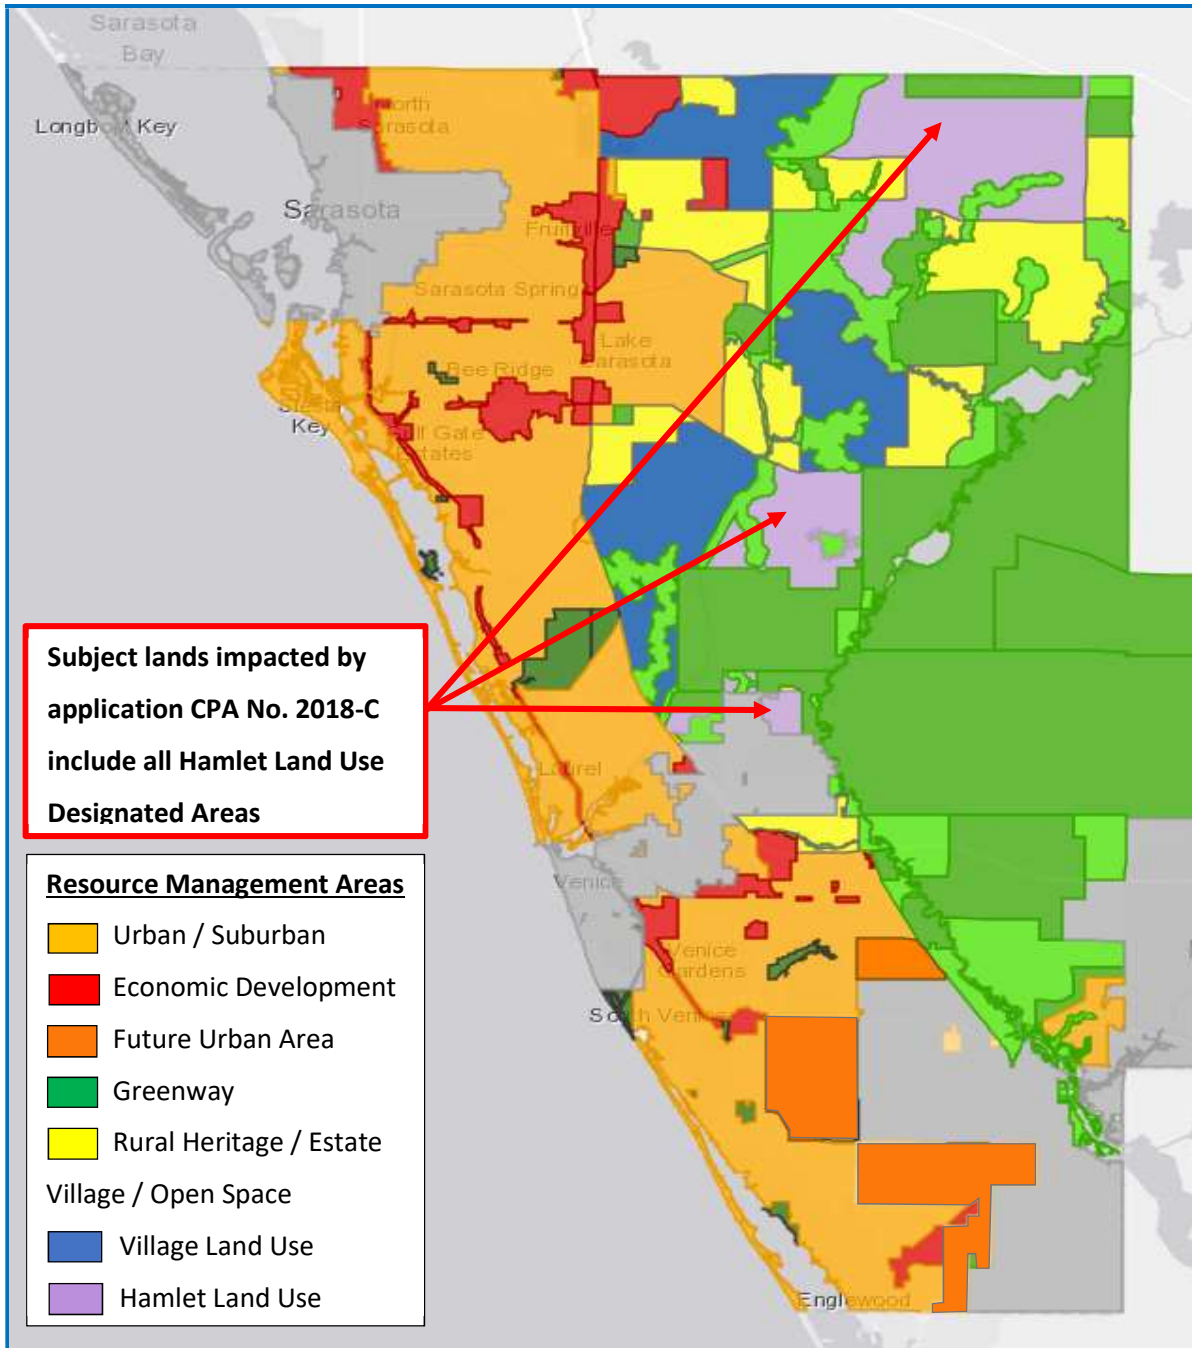 Sarasota
Bay
Longboat Key
North
Sarasota
Sarasota
Fruitville
Sarasota Spring
Lake
Sarasota
Bee Ridge
Siesta
Key
Gulf Gate
Estates
Subject lands impacted by
application CPA No. 2018-C
include all Hamlet Land Use
Designated Areas
Laurel
Venice
Venice
Gardens
South Venice
Englewood
Resource Management Areas
Urban / Suburban
Economic Development
Future Urban Area
Greenway
Rural Heritage / Estate
Village / Open Space
Village Land Use
Hamlet Land Use